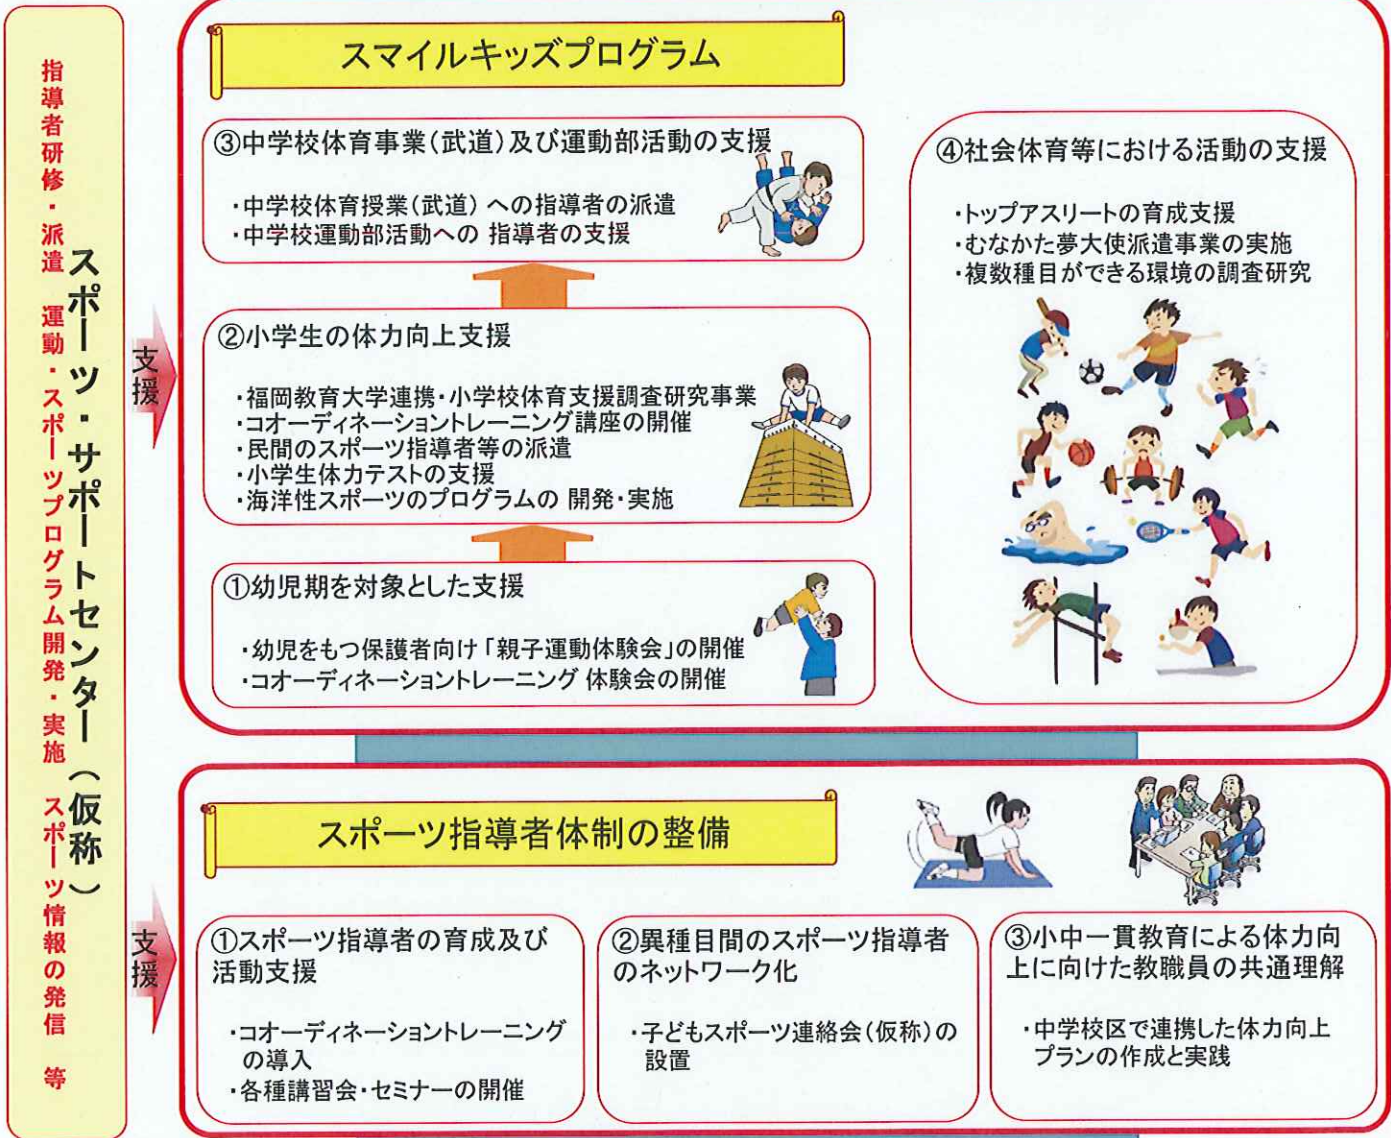 スポーツ・サポートセンター（仮称）
指導者研修・派遣　運動・スポーツプログラム開発・実施　スポーツ情報の発信　等
支援
支援
スマイルキッズプログラム
③中学校体育事業（武道）及び運動部活動の支援
・中学校体育授業（武道）への指導者の派遣
・中学校運動部活動への 指導者の支援
②小学生の体力向上支援
・福岡教育大学連携・小学校体育支援調査研究事業
・コオーディネーショントレーニング講座の開催
・民間のスポーツ指導者等の派遣
・小学生体力テストの支援
・海洋性スポーツのプログラムの 開発・実施
①幼児期を対象とした支援
・幼児をもつ保護者向け「親子運動体験会」の開催
・コオーディネーショントレーニング 体験会の開催
④社会体育等における活動の支援
・トップアスリートの育成支援
・むなかた夢大使派遣事業の実施
・複数種目ができる環境の調査研究
スポーツ指導者体制の整備
①スポーツ指導者の育成及び
活動支援
・コオーディネーショントレーニング
の導入
・各種講習会・セミナーの開催
②異種目間のスポーツ指導者
のネットワーク化
・子どもスポーツ連絡会（仮称）の
設置
③小中一貫教育による体力向
上に向けた教職員の共通理解
・中学校区で連携した体力向上
プランの作成と実践